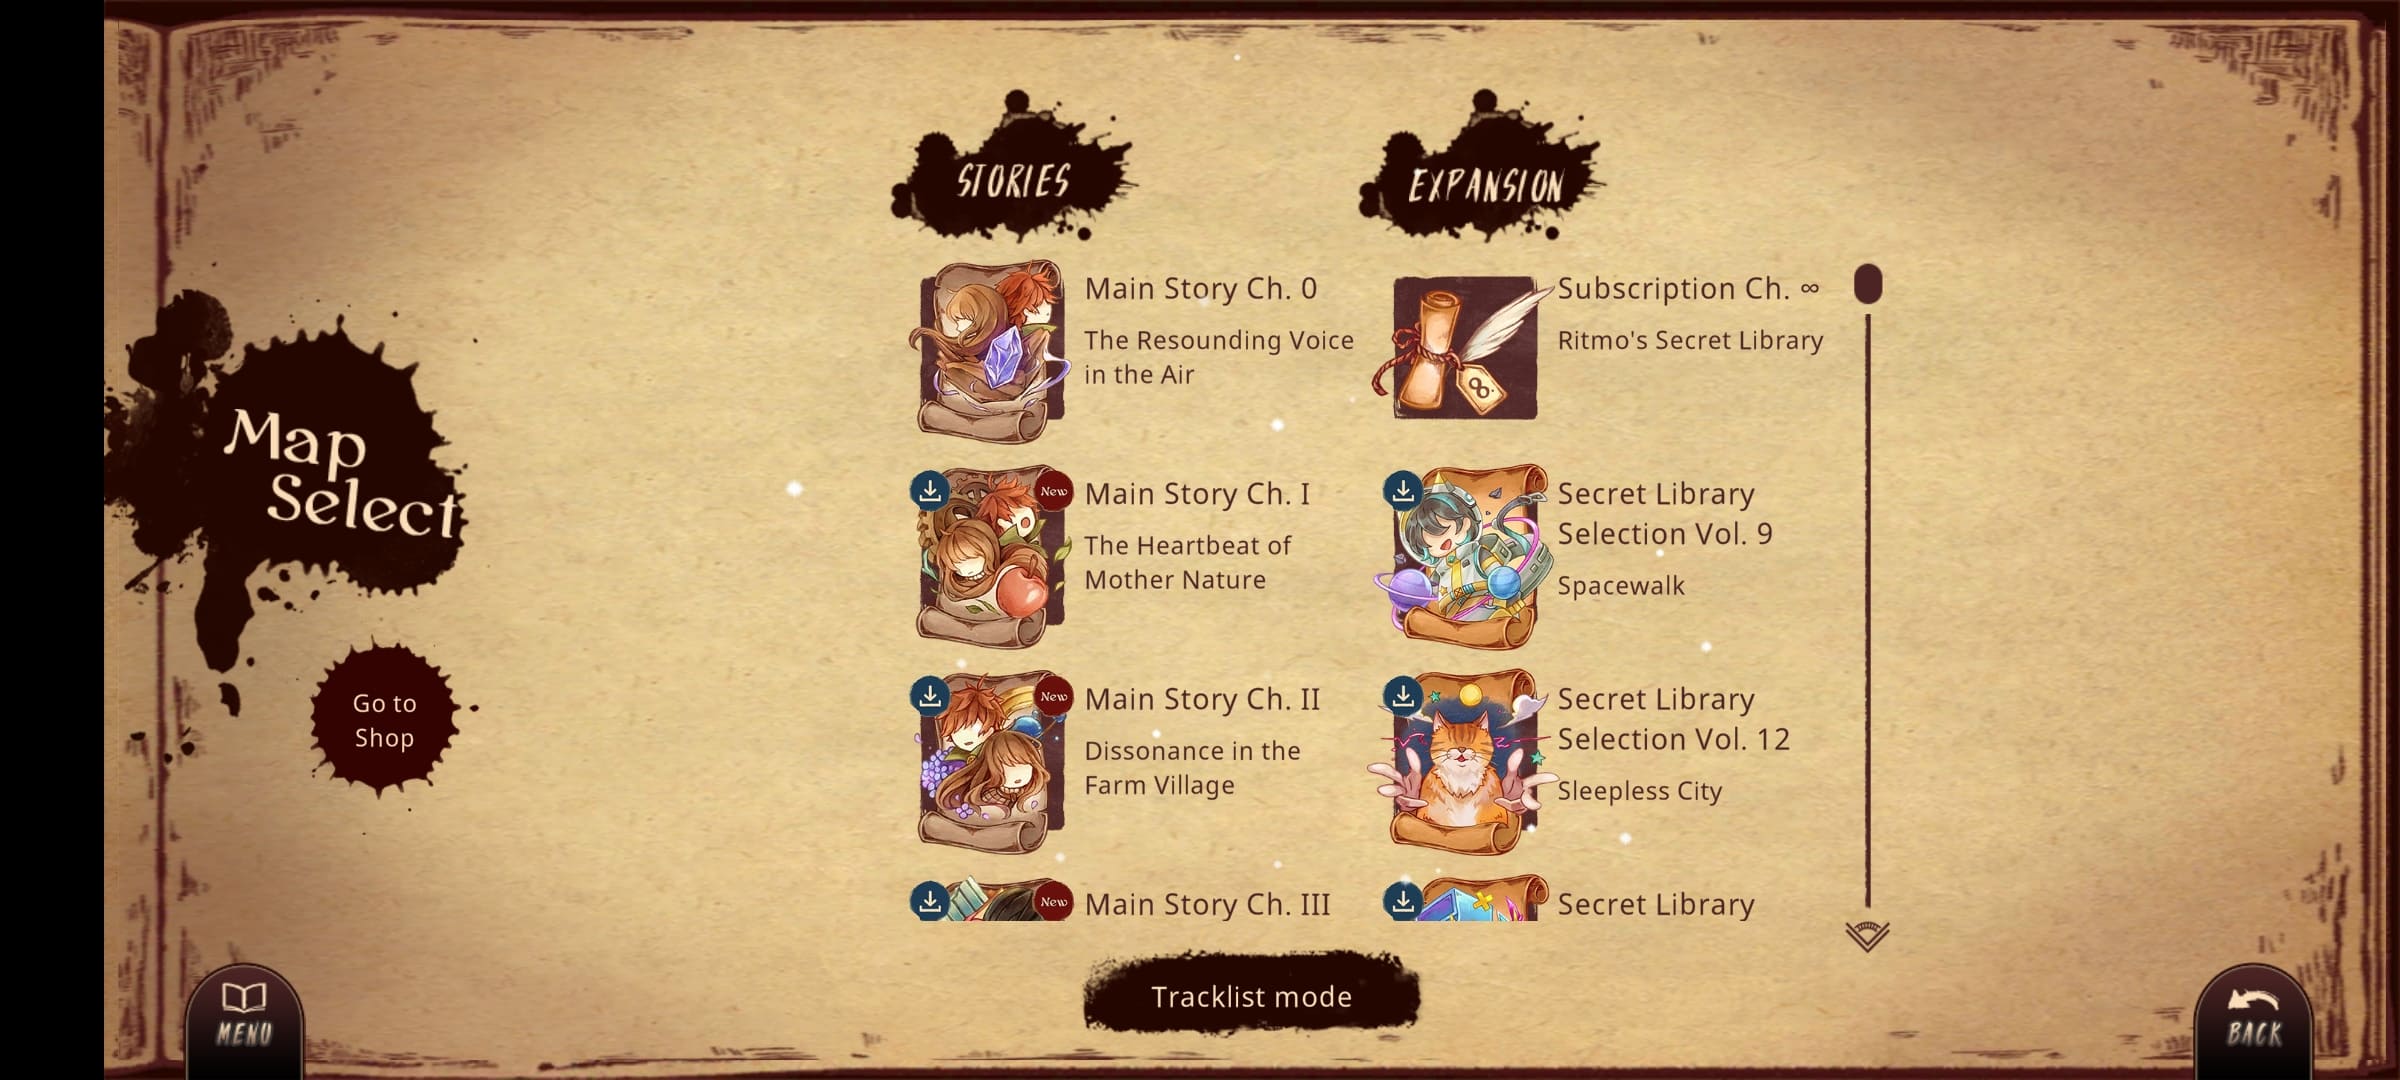 STORIES
EXPANSION
Main Story Ch. 0
The Resounding Voice
in the Air
Subscription Ch. ∞
Ritmo's Secret Library
8
Map
Select
New
Main Story Ch. I
The Heartbeat of
Mother Nature
Secret Library
Selection Vol. 9
Spacewalk
Go to
Shop
New
Main Story Ch. II
Dissonance in the
Farm Village
Secret Library
Selection Vol. 12
Sleepless City
New
Main Story Ch. III
Secret Library
Tracklist mode
MENU
BACK